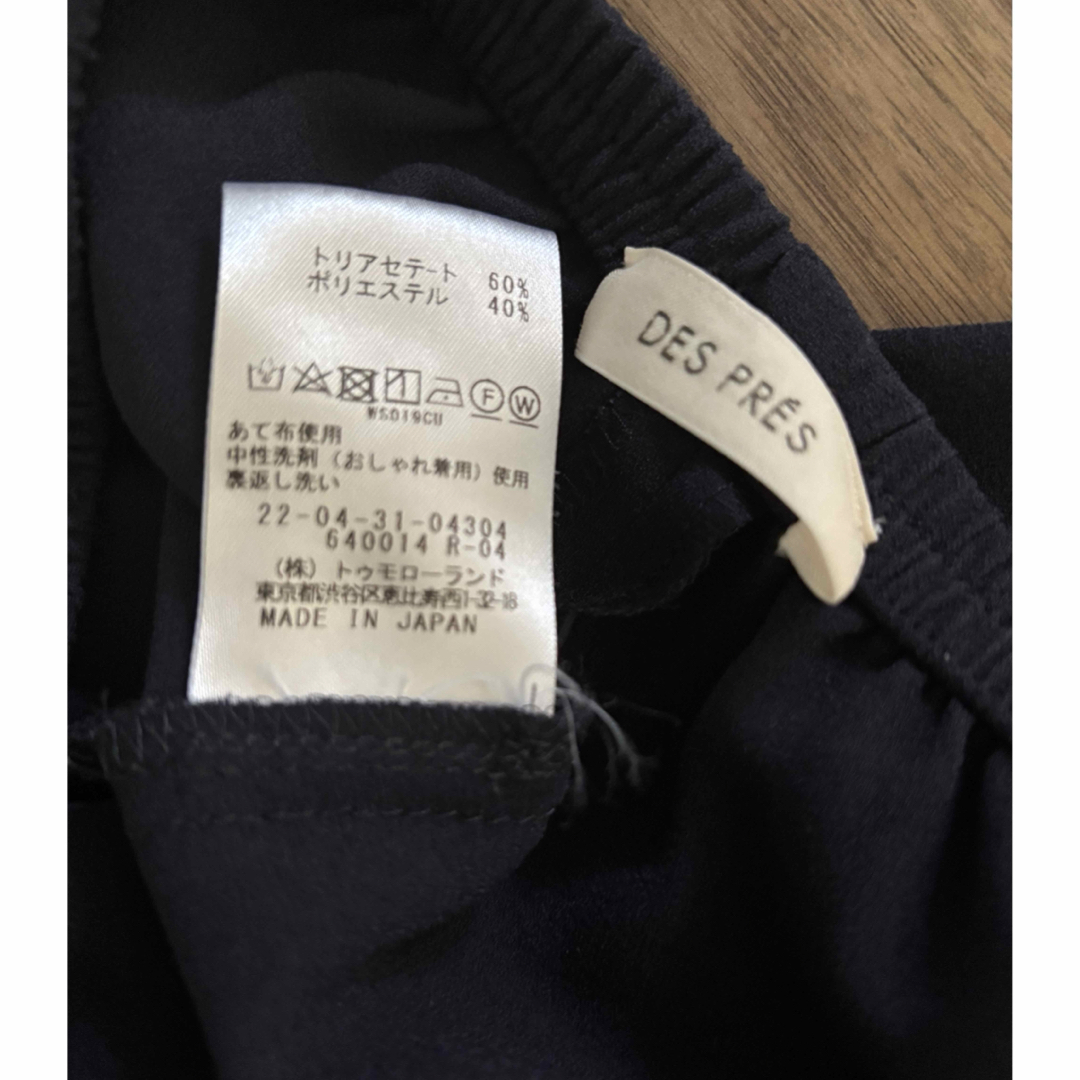 トリアセテート 60%
ポリエステル 40%
F W
WS019CU
あて布使用
中性洗剤（おしゃれ着用）使用
裏返し洗い
22-04-31-04304
640014 R-04
（株）トゥモローランド
東京都渋谷区恵比寿西1-32-18
MADE IN JAPAN
DES PRÉS